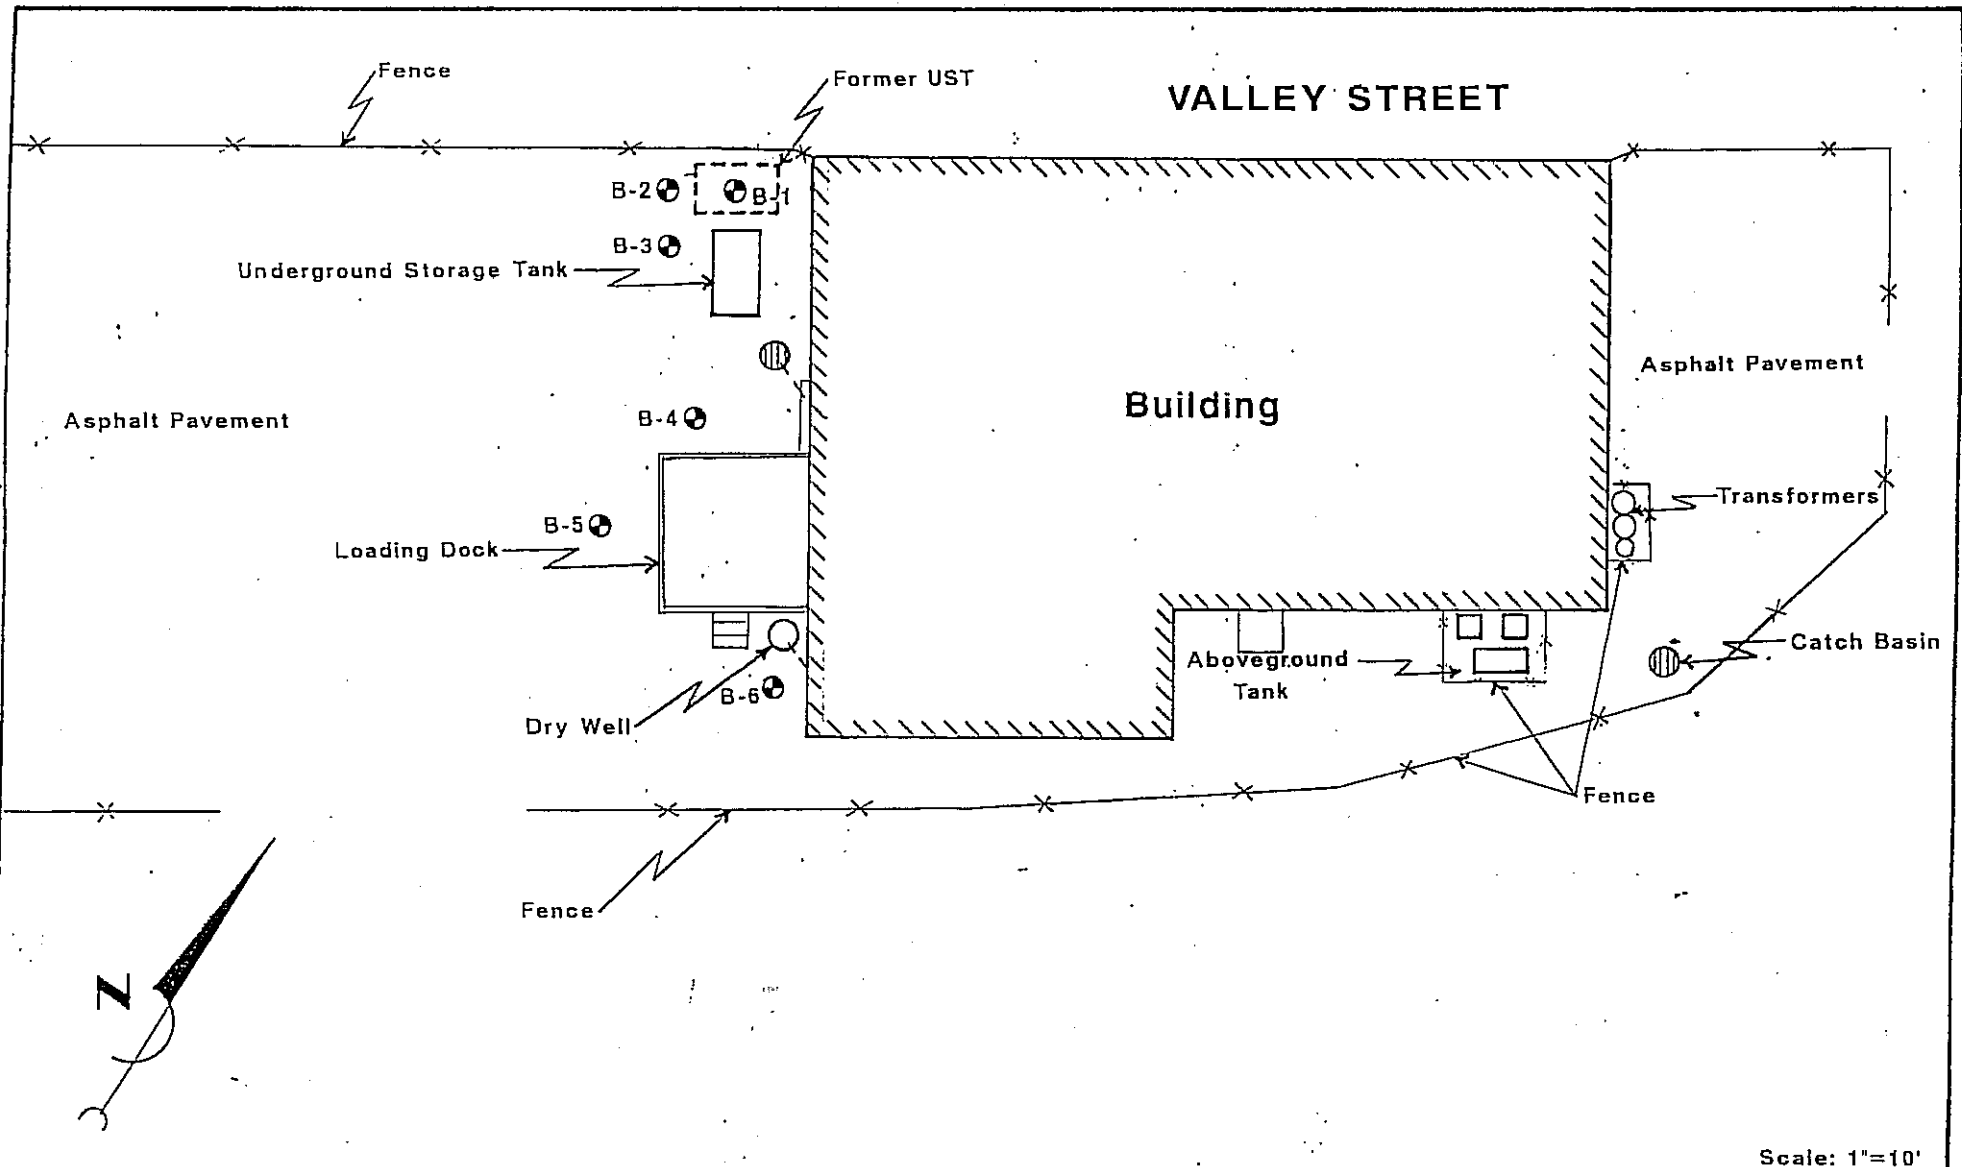 Fence
Former UST
VALLEY STREET
B-2
B-1
B-3
Underground Storage Tank
Asphalt Pavement
Building
Asphalt Pavement
B-4
Transformers
B-5
Loading Dock
Catch Basin
Aboveground
Tank
B-6
Dry Well
Fence
Fence
N
Scale: 1"=10'